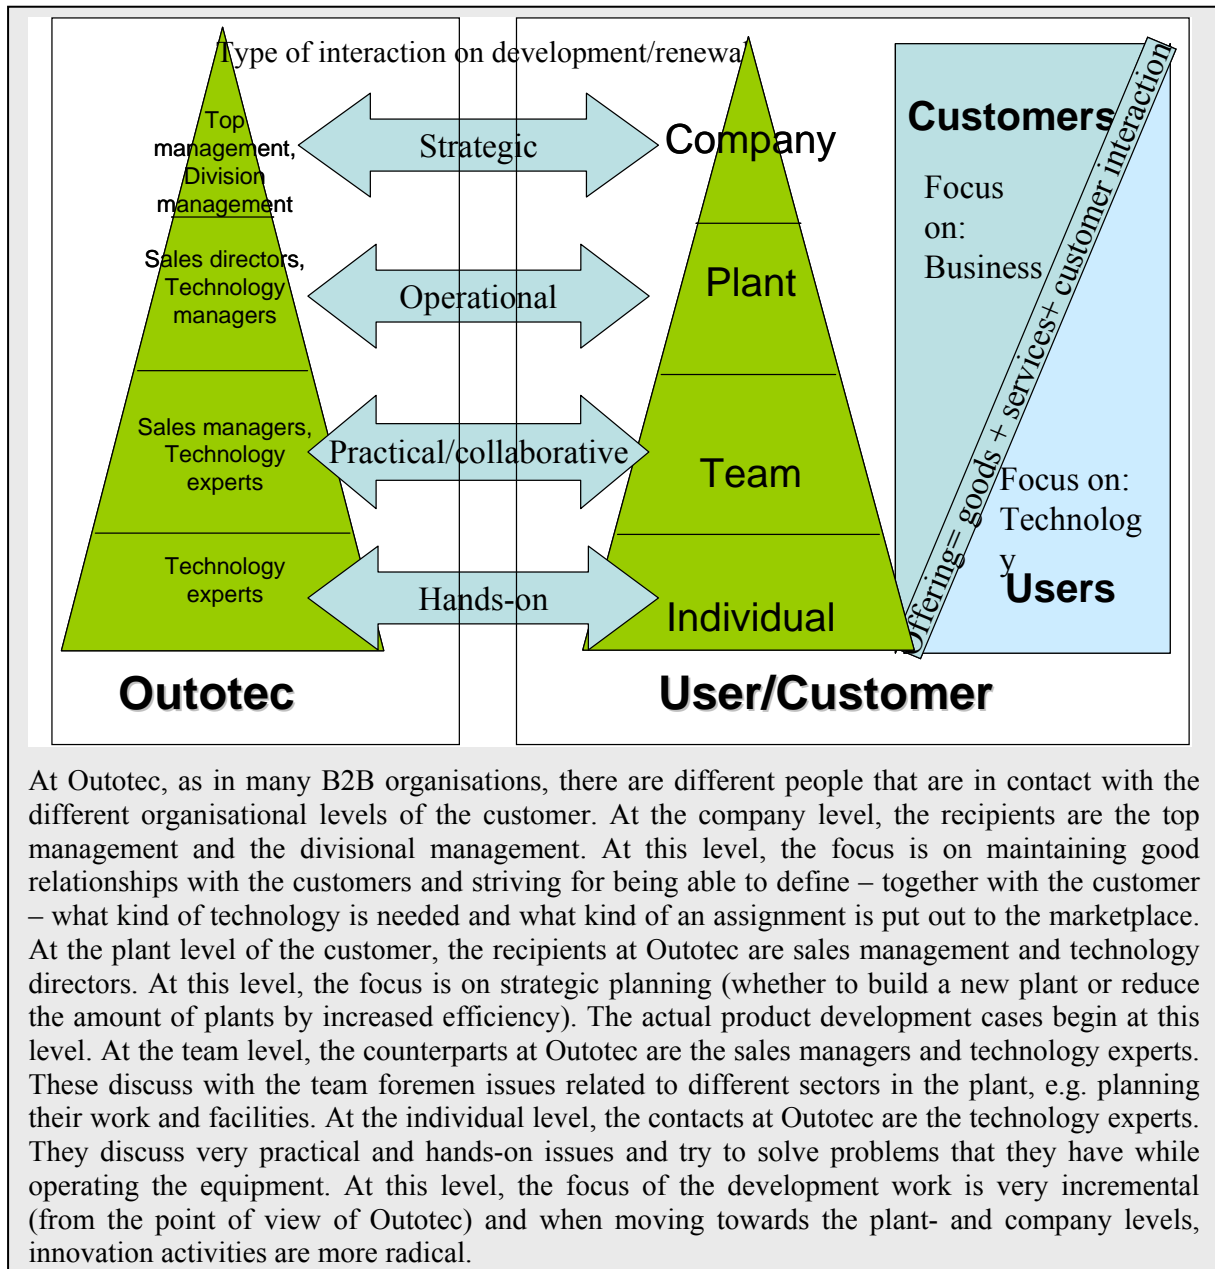 Type of interaction on development/renewal
Top
management,
Division
management
Strategic
Company
Customers
Focus
on:
Business
Sales directors,
Technology
managers
Operational
Plant
Offering= goods + services+ customer interaction
Sales managers,
Technology
experts
Practical/collaborative
Team
Focus on:
Technolog
y
Users
Technology
experts
Hands-on
Individual
Outotec
User/Customer
At Outotec, as in many B2B organisations, there are different people that are in contact with the
different organisational levels of the customer. At the company level, the recipients are the top
management and the divisional management. At this level, the focus is on maintaining good
relationships with the customers and striving for being able to define – together with the customer
– what kind of technology is needed and what kind of an assignment is put out to the marketplace.
At the plant level of the customer, the recipients at Outotec are sales management and technology
directors. At this level, the focus is on strategic planning (whether to build a new plant or reduce
the amount of plants by increased efficiency). The actual product development cases begin at this
level. At the team level, the counterparts at Outotec are the sales managers and technology experts.
These discuss with the team foremen issues related to different sectors in the plant, e.g. planning
their work and facilities. At the individual level, the contacts at Outotec are the technology experts.
They discuss very practical and hands-on issues and try to solve problems that they have while
operating the equipment. At this level, the focus of the development work is very incremental
(from the point of view of Outotec) and when moving towards the plant- and company levels,
innovation activities are more radical.